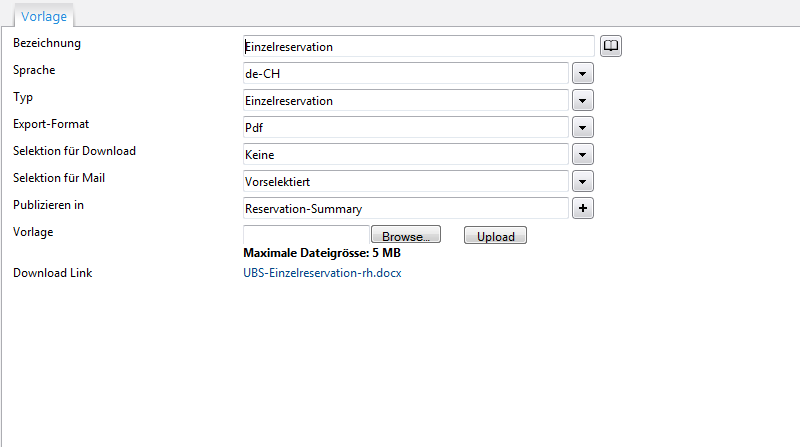 Vorlage
Bezeichnung Einzelreservation
Sprache de-CH
Typ Einzelreservation
Export-Format Pdf
Selektion für Download Keine
Selektion für Mail Vorselektiert
Publizieren in Reservation-Summary
Vorlage Browse... Upload
Maximale Dateigrösse: 5 MB
Download Link UBS-Einzelreservation-rh.docx